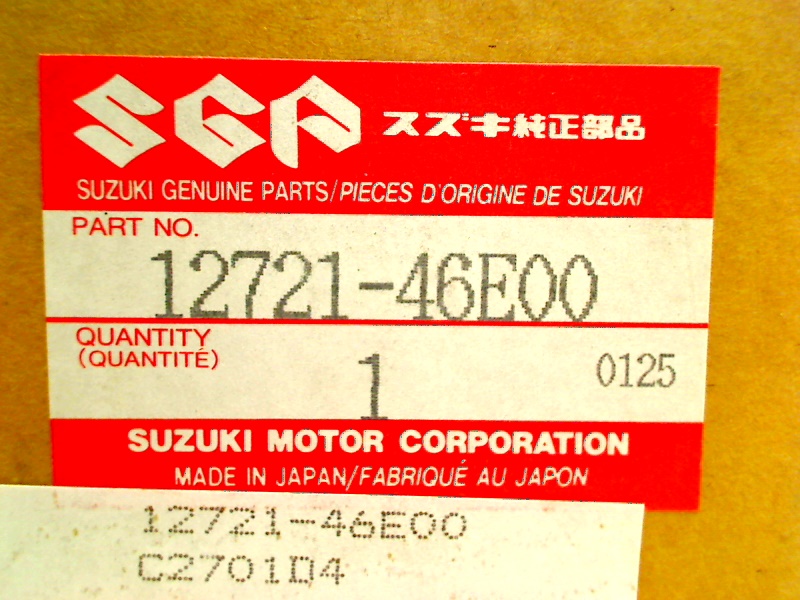 SGP スズキ純正部品
SUZUKI GENUINE PARTS/PIECES D'ORIGINE DE SUZUKI
PART NO.
12721-46E00
QUANTITY
(QUANTITÉ)
1
0125
SUZUKI MOTOR CORPORATION
MADE IN JAPAN/FABRIQUÉ AU JAPON
12721-46E00
C2701D4